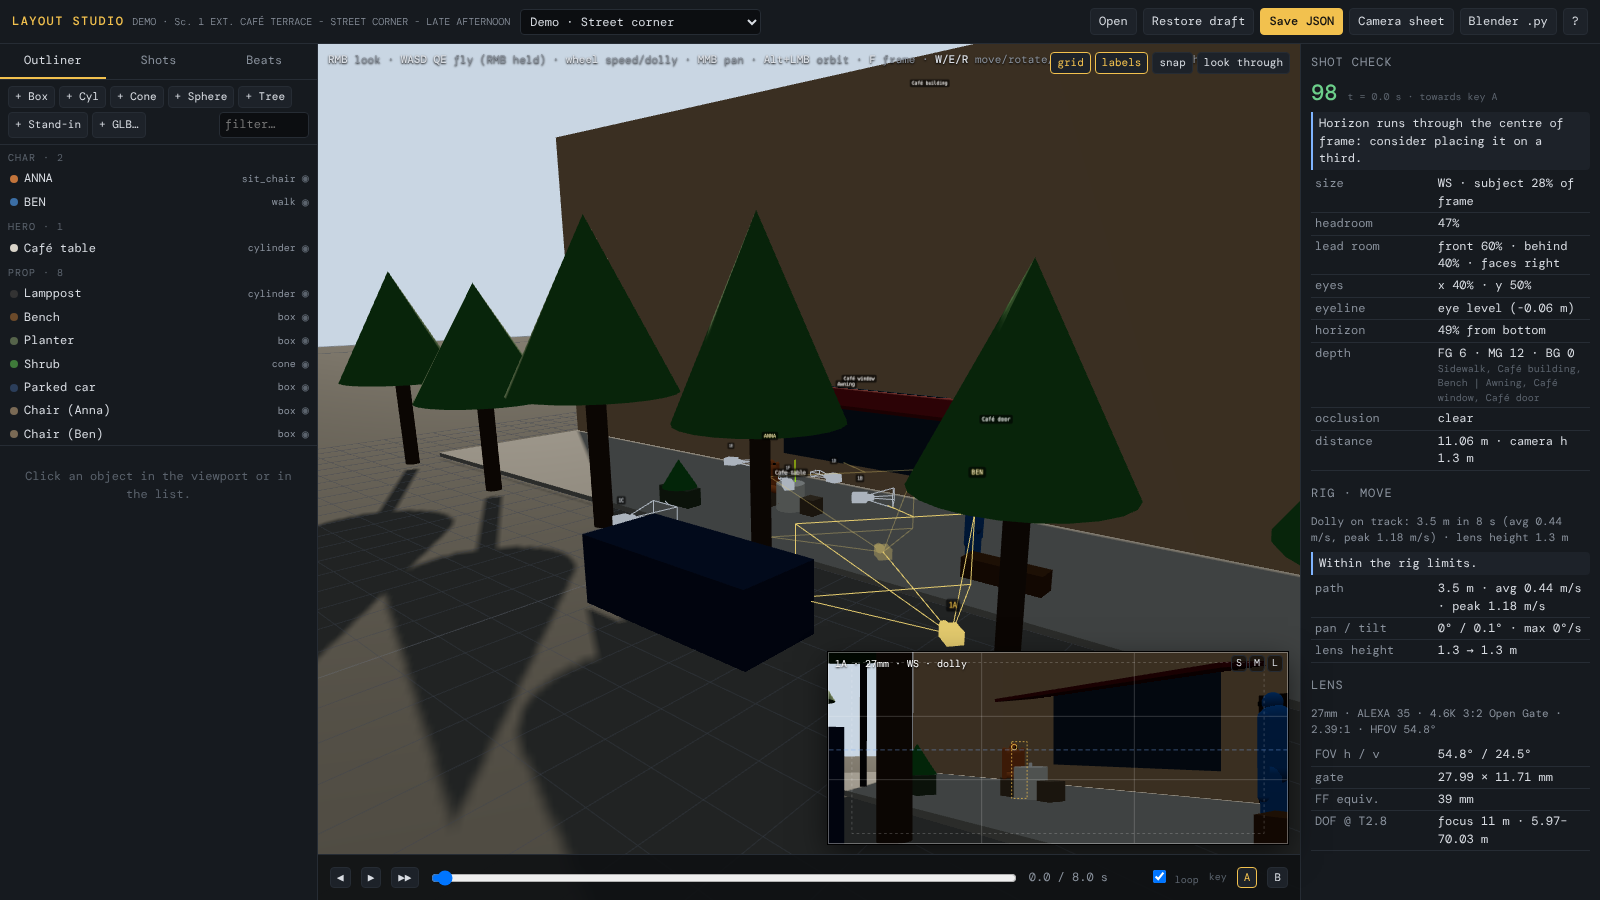 LAYOUT STUDIO DEMO · Sc. 1 EXT. CAFÉ TERRACE - STREET CORNER - LATE AFTERNOON Demo · Street corner Open Restore draft Save JSON Camera sheet Blender .py ?
Outliner Shots Beats
+ Box + Cyl + Cone + Sphere + Tree
+ Stand-in + GLB… filter…
CHAR · 2
ANNA sit_chair
BEN walk
HERO · 1
Café table cylinder
PROP · 8
Lamppost cylinder
Bench box
Planter box
Shrub cone
Parked car box
Chair (Anna) box
Chair (Ben) box
Click an object in the viewport or in
the list.
RMB look · WASD QE fly (RMB held) · wheel speed/dolly · MMB pan · Alt+LMB orbit · F frame · W/E/R move/rotate
grid labels snap look through
Café building
Café window
Awning
Café door
ANNA
Café table
BEN
1A
1A · 27mm · WS · dolly S M L
◀ ▶ ▶▶ 0.0 / 8.0 s loop key A B
SHOT CHECK
98 t = 0.0 s · towards key A
Horizon runs through the centre of
frame: consider placing it on a
third.
size WS · subject 28% of
frame
headroom 47%
lead room front 60% · behind
40% · faces right
eyes x 40% · y 50%
eyeline eye level (-0.06 m)
horizon 49% from bottom
depth FG 6 · MG 12 · BG 0
Sidewalk, Café building,
Bench | Awning, Café
window, Café door
occlusion clear
distance 11.06 m · camera h
1.3 m
RIG · MOVE
Dolly on track: 3.5 m in 8 s (avg 0.44
m/s, peak 1.18 m/s) · lens height 1.3 m
Within the rig limits.
path 3.5 m · avg 0.44 m/s
· peak 1.18 m/s
pan / tilt 0° / 0.1° · max 0°/s
lens height 1.3 → 1.3 m
LENS
27mm · ALEXA 35 · 4.6K 3:2 Open Gate ·
2.39:1 · HFOV 54.8°
FOV h / v 54.8° / 24.5°
gate 27.99 × 11.71 mm
FF equiv. 39 mm
DOF @ T2.8 focus 11 m · 5.97–
70.03 m